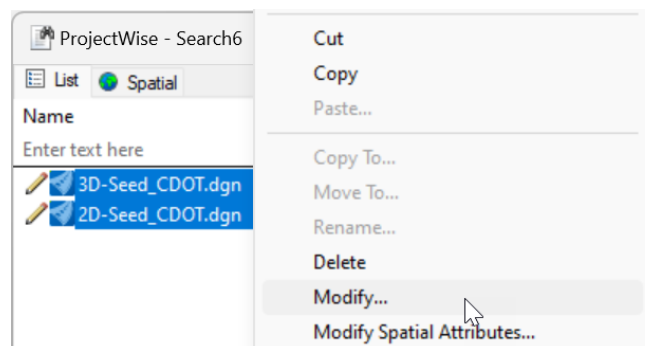 ProjectWise - Search6
List Spatial
Name
Enter text here
3D-Seed_CDOT.dgn
2D-Seed_CDOT.dgn
Cut
Copy
Paste...
Copy To...
Move To...
Rename...
Delete
Modify...
Modify Spatial Attributes...